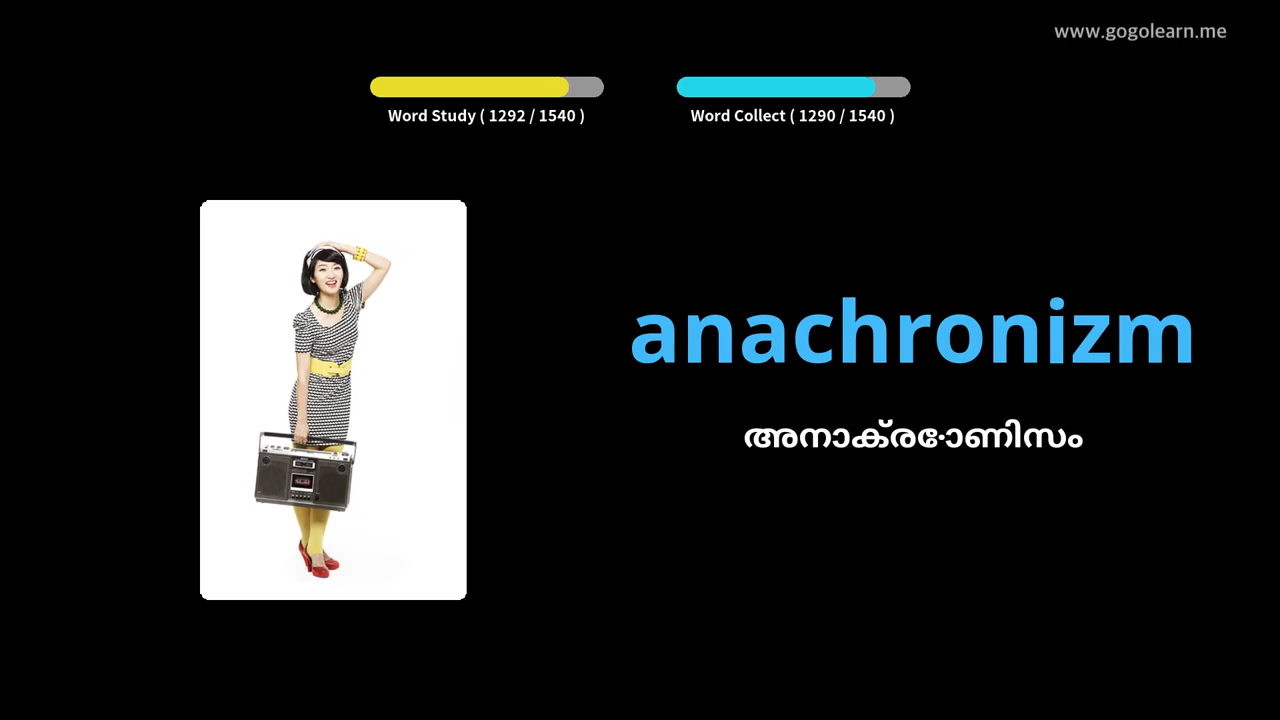 www.gogolearn.me
Word Study ( 1292 / 1540 )
Word Collect ( 1290 / 1540 )
anachronizm
അനാക്രോണിസം